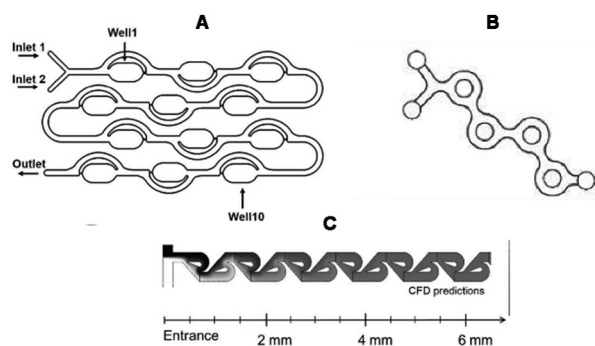 A
B
Well1
Inlet 1
Inlet 2
Outlet
Well10
C
CFD predictions
Entrance
2 mm
4 mm
6 mm